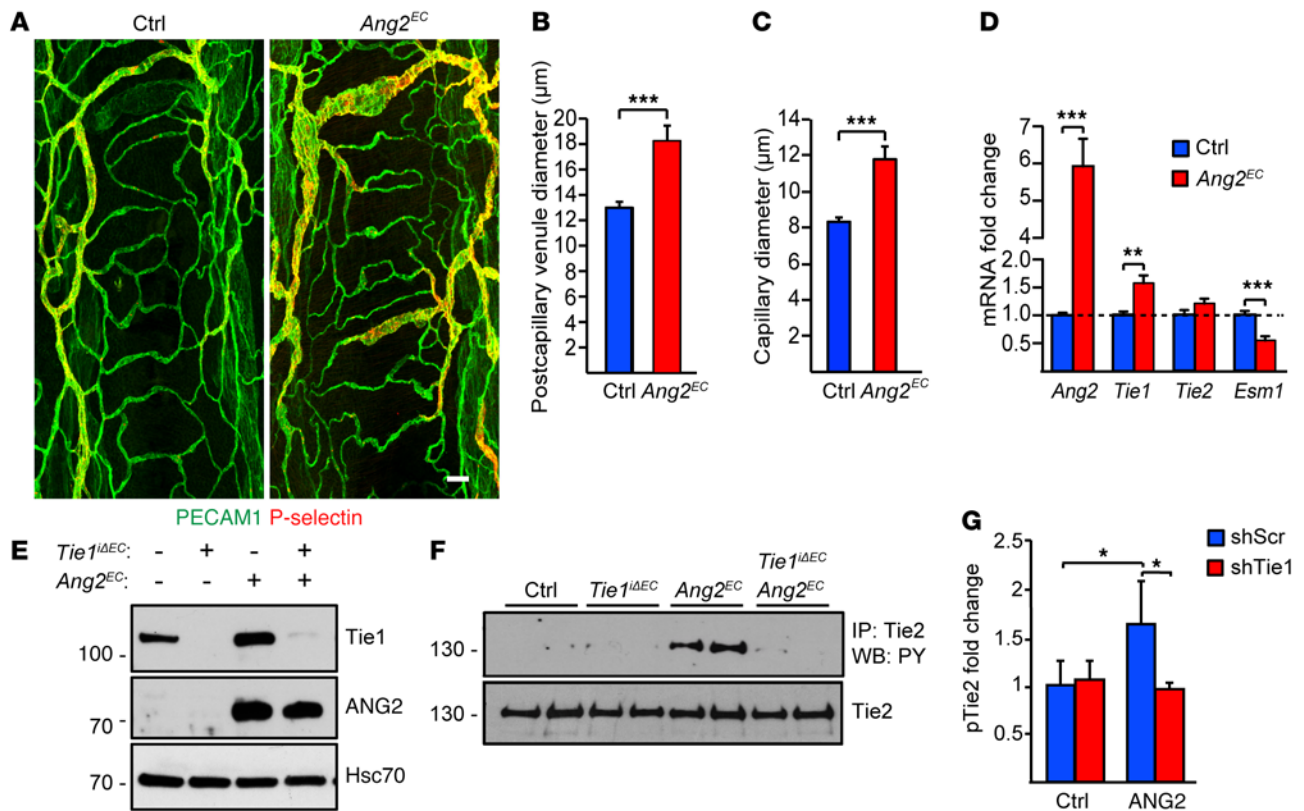 A
Ctrl
Ang2EC
PECAM1 P-selectin
B
Postcapillary venule diameter (µm)
20
18
16
14
12
10
8
6
4
2
***
Ctrl Ang2EC
C
Capillary diameter (µm)
14
12
10
8
6
4
2
***
Ctrl Ang2EC
D
mRNA fold change
7
6
5
4
2.0
1.5
1.0
0.5
***
**
***
Ctrl
Ang2EC
Ang2 Tie1 Tie2 Esm1
E
Tie1iΔEC: - + - +
Ang2EC: - - + +
100 - Tie1
70 - ANG2
70 - Hsc70
F
Ctrl Tie1iΔEC Ang2EC Tie1iΔEC
Ang2EC
130 - IP: Tie2
WB: PY
130 - Tie2
G
pTie2 fold change
2.5
2
1.5
1
0.5
*
*
shScr
shTie1
Ctrl ANG2